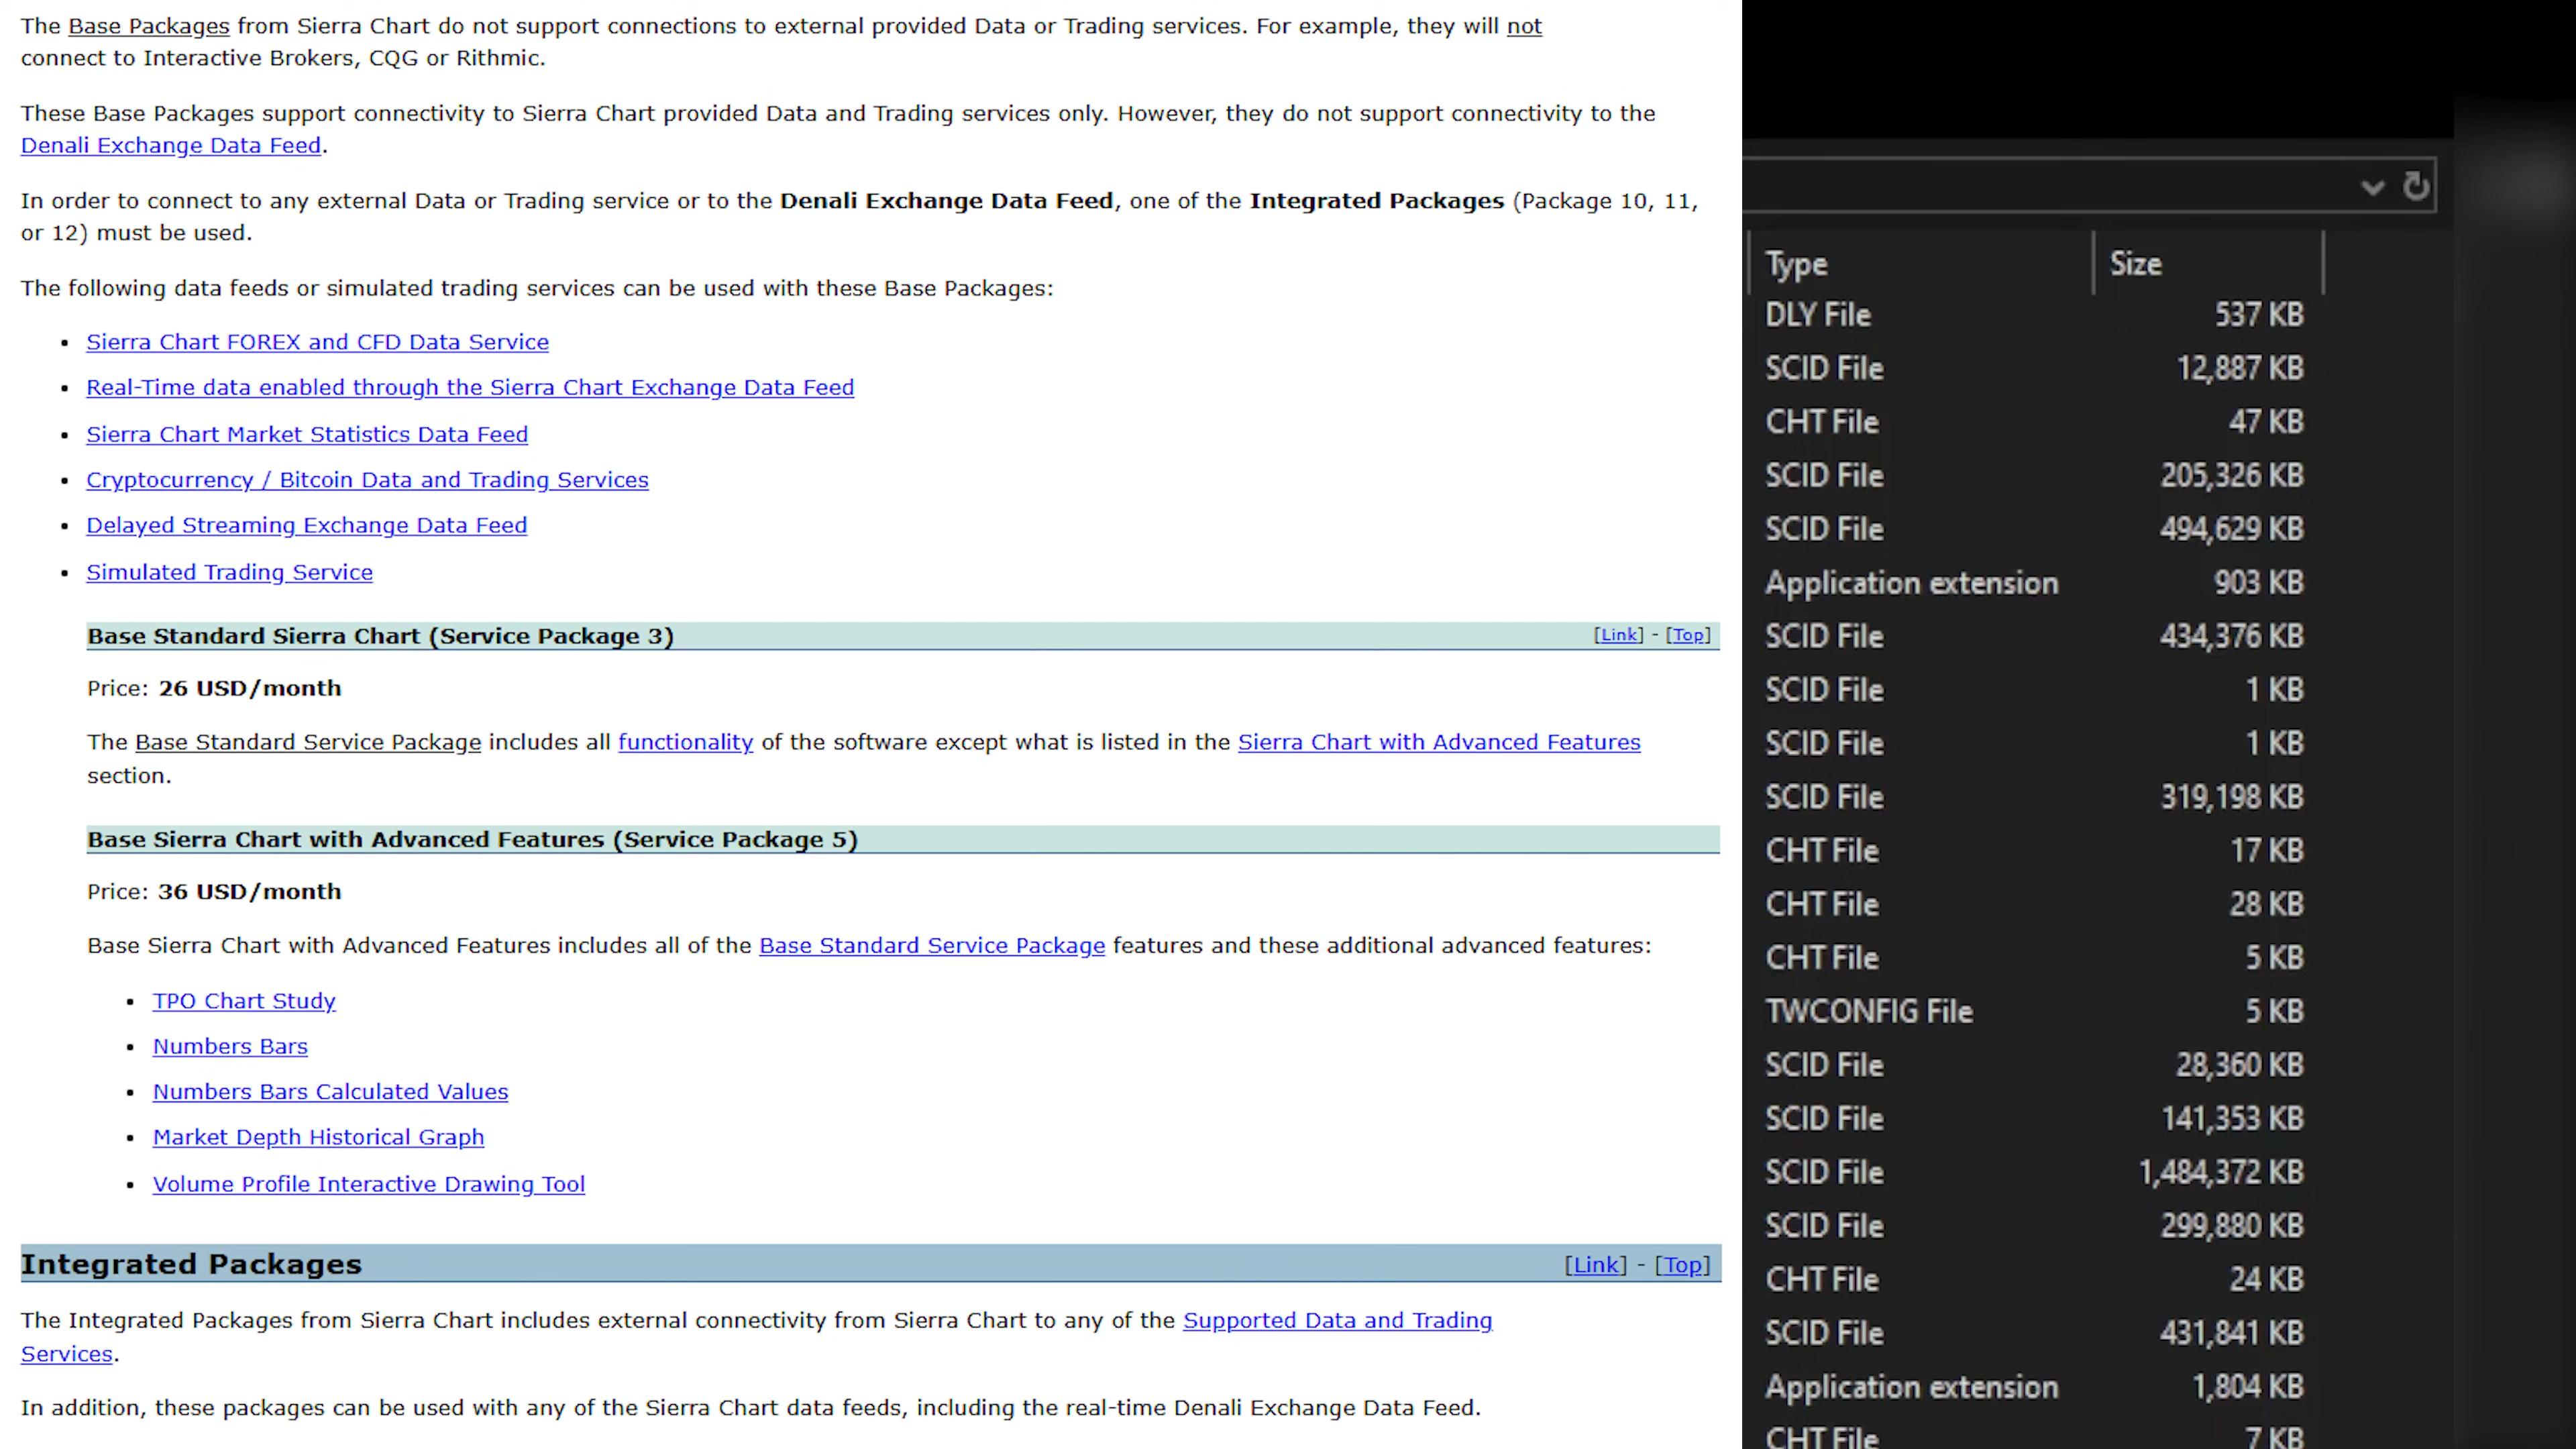 The Base Packages from Sierra Chart do not support connections to external provided Data or Trading services. For example, they will not
connect to Interactive Brokers, CQG or Rithmic.
These Base Packages support connectivity to Sierra Chart provided Data and Trading services only. However, they do not support connectivity to the
Denali Exchange Data Feed.
In order to connect to any external Data or Trading service or to the Denali Exchange Data Feed, one of the Integrated Packages (Package 10, 11,
or 12) must be used.
The following data feeds or simulated trading services can be used with these Base Packages:
• Sierra Chart FOREX and CFD Data Service
• Real-Time data enabled through the Sierra Chart Exchange Data Feed
• Sierra Chart Market Statistics Data Feed
• Cryptocurrency / Bitcoin Data and Trading Services
• Delayed Streaming Exchange Data Feed
• Simulated Trading Service
Base Standard Sierra Chart (Service Package 3) [Link] - [Top]
Price: 26 USD/month
The Base Standard Service Package includes all functionality of the software except what is listed in the Sierra Chart with Advanced Features
section.
Base Sierra Chart with Advanced Features (Service Package 5)
Price: 36 USD/month
Base Sierra Chart with Advanced Features includes all of the Base Standard Service Package features and these additional advanced features:
• TPO Chart Study
• Numbers Bars
• Numbers Bars Calculated Values
• Market Depth Historical Graph
• Volume Profile Interactive Drawing Tool
Integrated Packages [Link] - [Top]
The Integrated Packages from Sierra Chart includes external connectivity from Sierra Chart to any of the Supported Data and Trading
Services.
In addition, these packages can be used with any of the Sierra Chart data feeds, including the real-time Denali Exchange Data Feed.
Type Size
DLY File 537 KB
SCID File 12,887 KB
CHT File 47 KB
SCID File 205,326 KB
SCID File 494,629 KB
Application extension 903 KB
SCID File 434,376 KB
SCID File 1 KB
SCID File 1 KB
SCID File 319,198 KB
CHT File 17 KB
CHT File 28 KB
CHT File 5 KB
TWCONFIG File 5 KB
SCID File 28,360 KB
SCID File 141,353 KB
SCID File 1,484,372 KB
SCID File 299,880 KB
CHT File 24 KB
SCID File 431,841 KB
Application extension 1,804 KB
CHT File 7 KB